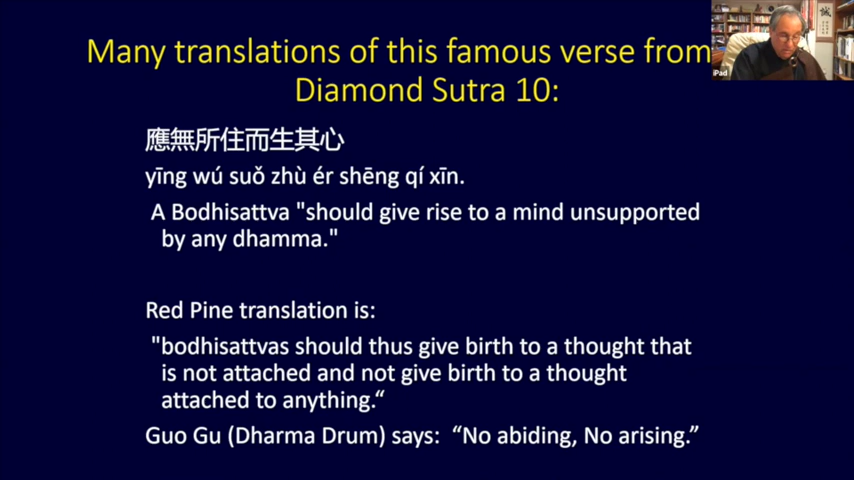 Many translations of this famous verse from
Diamond Sutra 10:
應無所住而生其心
yīng wú suǒ zhù ér shēng qí xīn.
A Bodhisattva "should give rise to a mind unsupported
by any dhamma."
Red Pine translation is:
"bodhisattvas should thus give birth to a thought that
is not attached and not give birth to a thought
attached to anything.“
Guo Gu (Dharma Drum) says: “No abiding, No arising.”
iPad